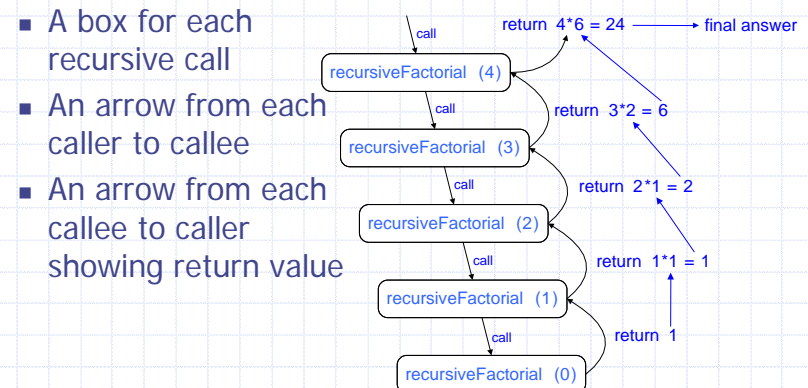 ▪ A box for each
recursive call
▪ An arrow from each
caller to callee
▪ An arrow from each
callee to caller
showing return value
call
return 4*6 = 24
final answer
recursiveFactorial (4)
call
return 3*2 = 6
recursiveFactorial (3)
call
return 2*1 = 2
recursiveFactorial (2)
call
return 1*1 = 1
recursiveFactorial (1)
call
return 1
recursiveFactorial (0)